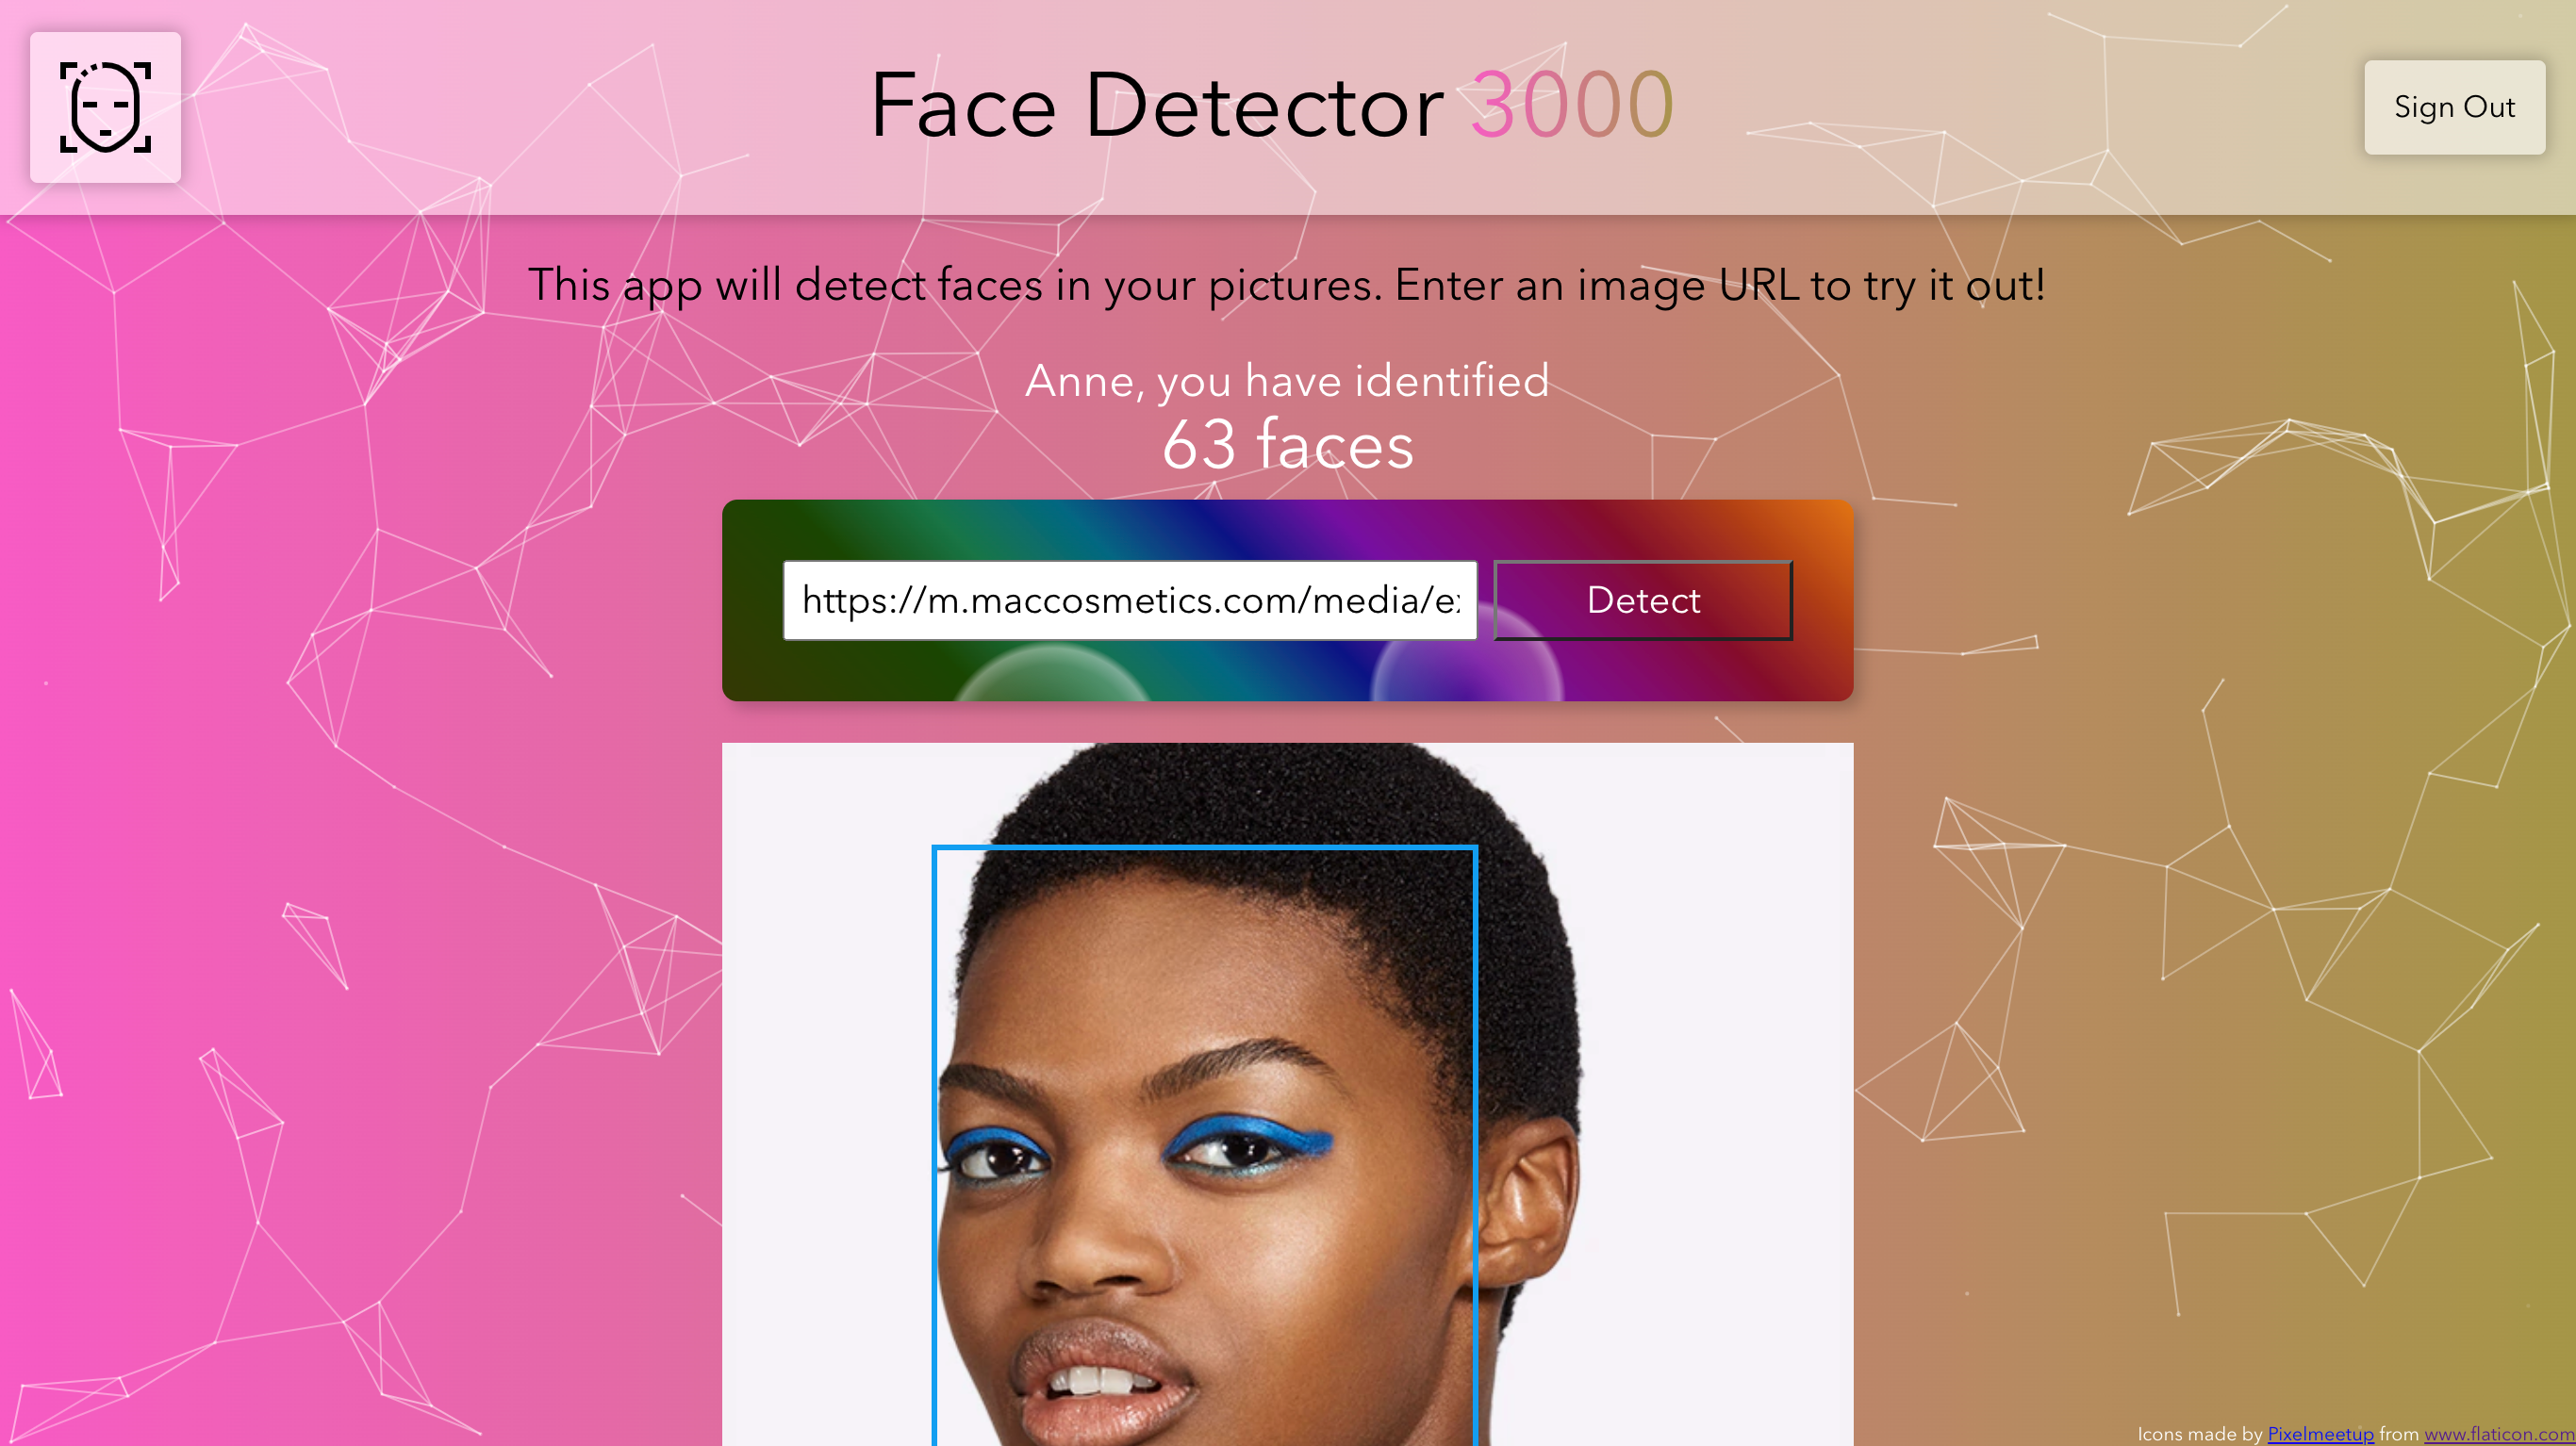 Face Detector 3000
Sign Out
This app will detect faces in your pictures. Enter an image URL to try it out!
Anne, you have identified
63 faces
https://m.maccosmetics.com/media/e
Detect
Icons made by Pixelmeetup from www.flaticon.com